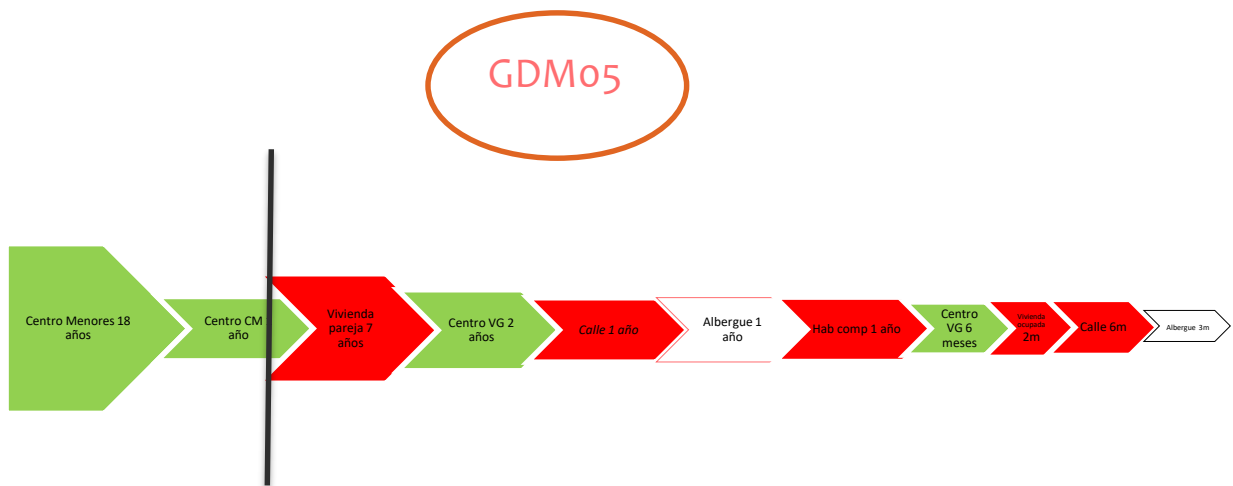 GDM05
Centro Menores 18
años
Centro CM
año
Vivienda
pareja 7
años
Centro VG 2
años
Calle 1 año
Albergue 1
año
Hab comp 1 año
Centro
VG 6
meses
Vivienda
ocupada
2m
Calle 6m
Albergue 3m